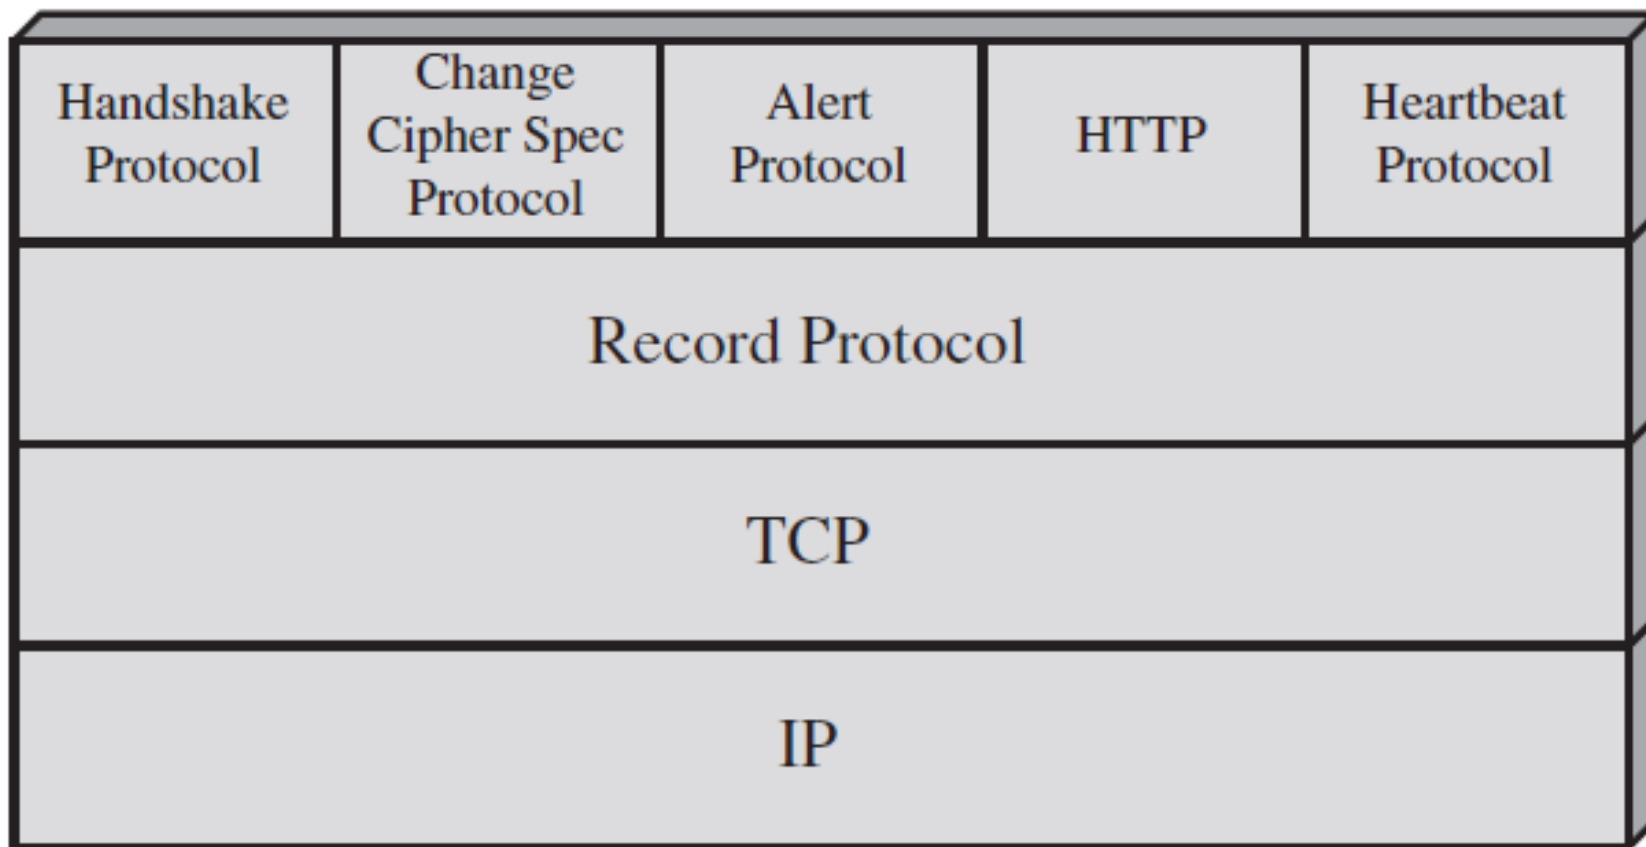 Handshake
Protocol
Change
Cipher Spec
Protocol
Alert
Protocol
HTTP
Heartbeat
Protocol
Record Protocol
TCP
IP